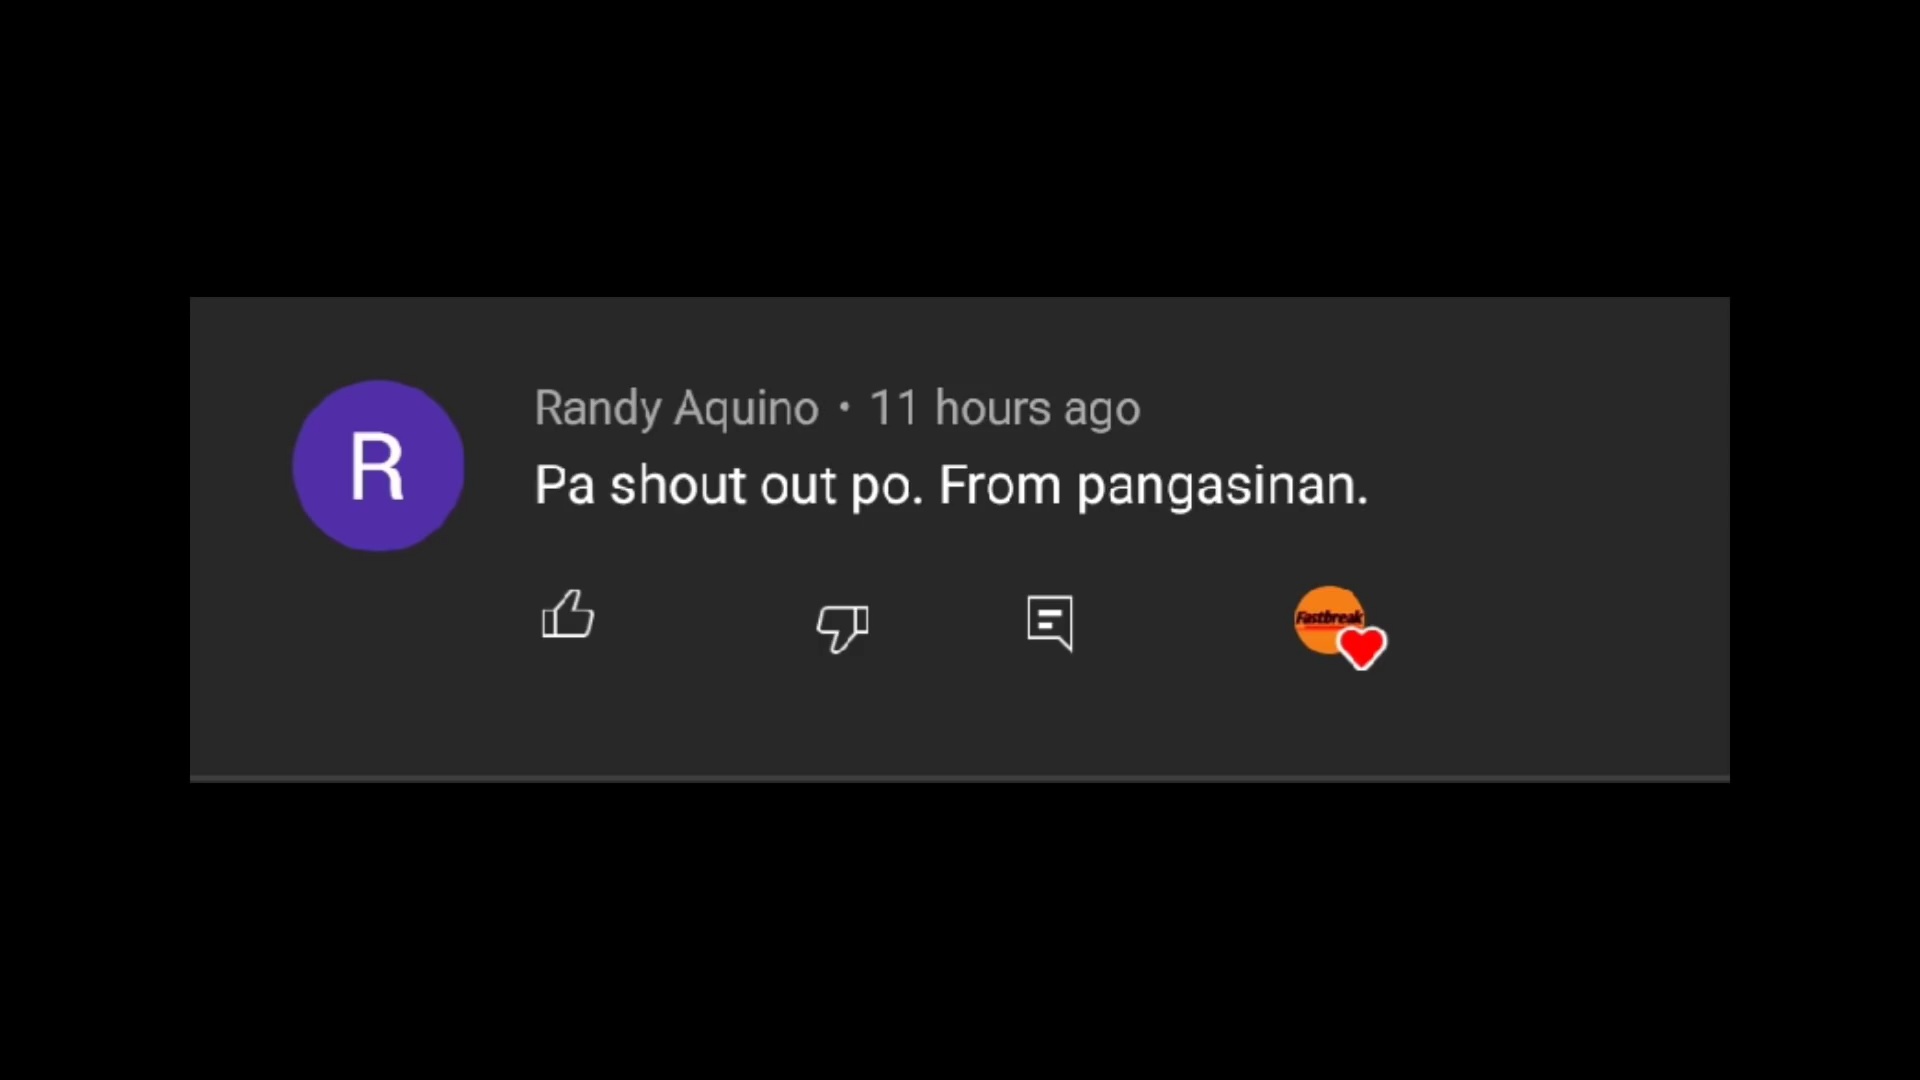 R
Randy Aquino • 11 hours ago
Pa shout out po. From pangasinan.
Fastbreak